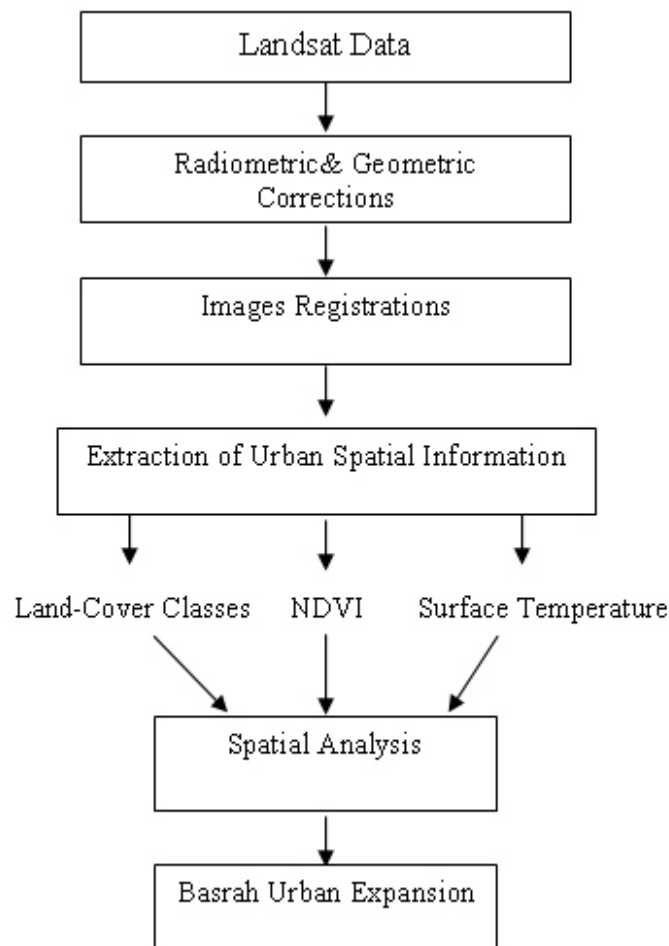 Landsat Data
Radiometric& Geometric
Corrections
Images Registrations
Extraction of Urban Spatial Information
Land-Cover Classes
NDVI
Surface Temperature
Spatial Analysis
Basrah Urban Expansion